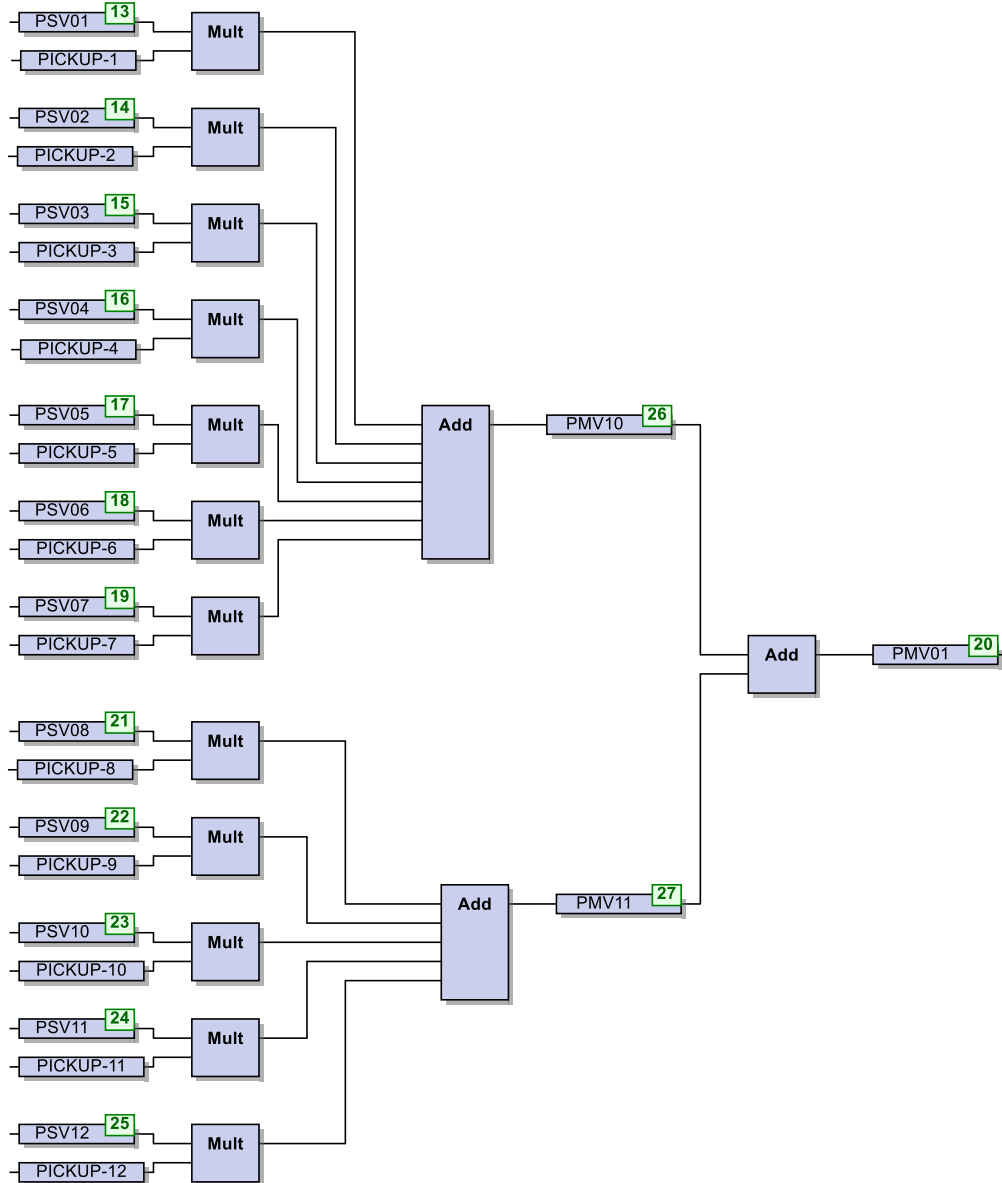 13
PSV01
Mult
PICKUP-1
14
PSV02
Mult
PICKUP-2
15
PSV03
Mult
PICKUP-3
16
PSV04
Mult
PICKUP-4
17
PSV05
Mult
PICKUP-5
18
PSV06
Mult
PICKUP-6
19
PSV07
Mult
PICKUP-7
Add
26
PMV10
21
PSV08
Mult
PICKUP-8
22
PSV09
Mult
PICKUP-9
23
PSV10
Mult
PICKUP-10
24
PSV11
Mult
PICKUP-11
25
PSV12
Mult
PICKUP-12
Add
27
PMV11
Add
20
PMV01